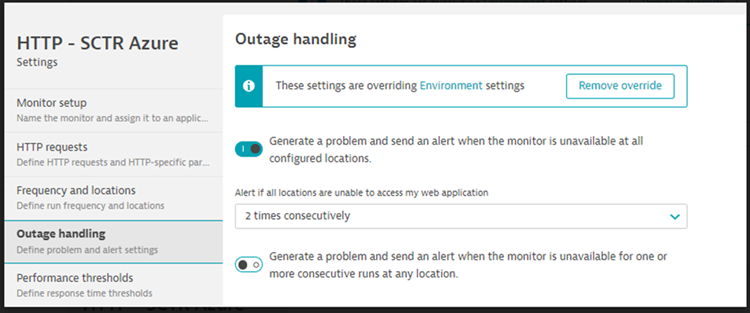 HTTP - SCTR Azure
Settings
Monitor setup
Name the monitor and assign it to an applic...
HTTP requests
Define HTTP requests and HTTP-specific par...
Frequency and locations
Define run frequency and locations
Outage handling
Define problem and alert settings
Performance thresholds
Define response time thresholds
Outage handling
These settings are overriding Environment settings
Remove override
Generate a problem and send an alert when the monitor is unavailable at all
configured locations.
Alert if all locations are unable to access my web application
2 times consecutively
Generate a problem and send an alert when the monitor is unavailable for one or
more consecutive runs at any location.